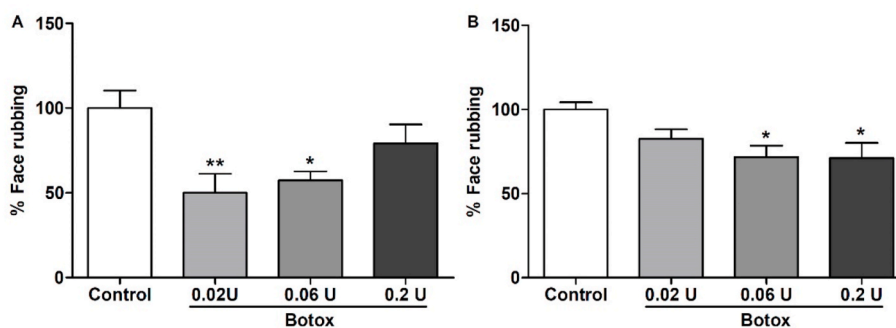 A
150
100
50
0
% Face rubbing
**
*
Control
0.02U
0.06 U
0.2 U
Botox
B
150
100
50
0
% Face rubbing
*
*
Control
0.02 U
0.06 U
0.2 U
Botox